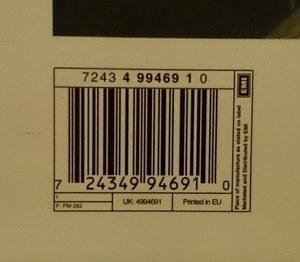 7243 4 99469 1 0
EMI
Place of manufacture as stated on label
Marketed and Distributed by EMI
7 24349 94691 0
UK: 4994691
Printed in EU
F: PM 262